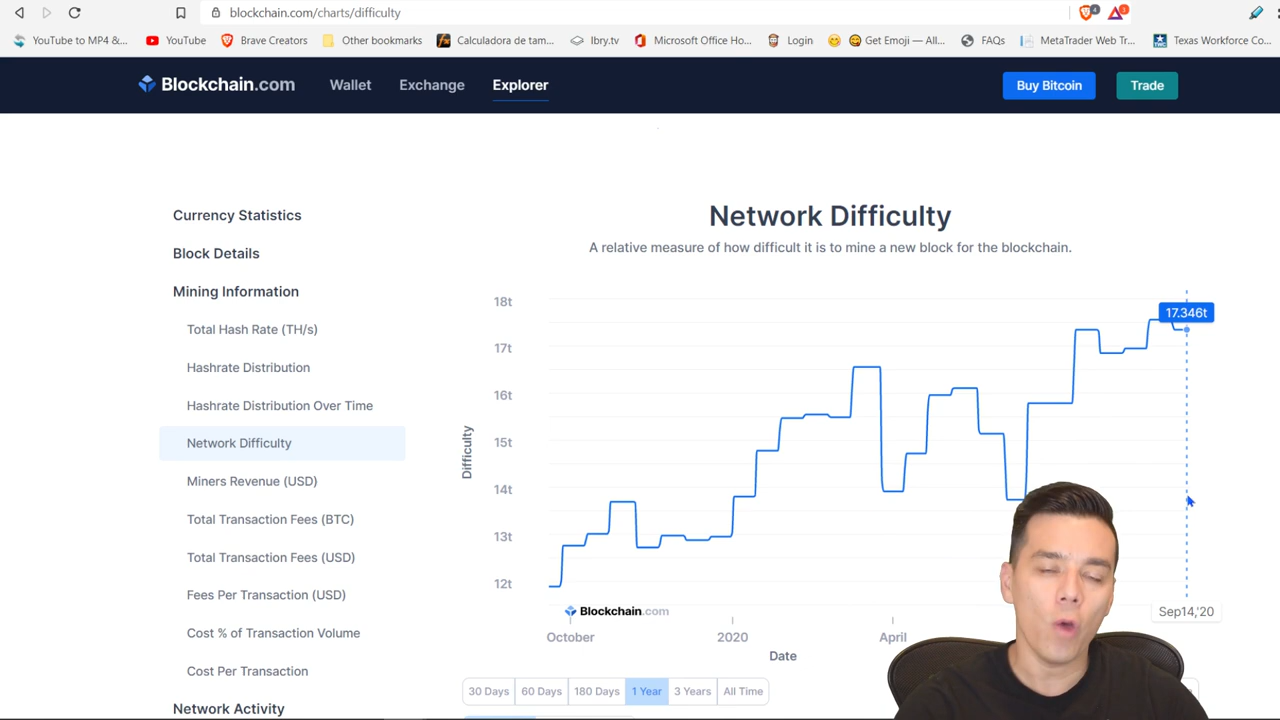 blockchain.com/charts/difficulty
4
3
YouTube to MP4 &...
YouTube
Brave Creators
Other bookmarks
Calculadora de tam...
lbry.tv
Microsoft Office Ho...
Login
Get Emoji — All...
FAQs
MetaTrader Web Tr...
Texas Workforce Co...
Blockchain.com
Wallet
Exchange
Explorer
Buy Bitcoin
Trade
Currency Statistics
Block Details
Mining Information
Total Hash Rate (TH/s)
Hashrate Distribution
Hashrate Distribution Over Time
Network Difficulty
Miners Revenue (USD)
Total Transaction Fees (BTC)
Total Transaction Fees (USD)
Fees Per Transaction (USD)
Cost % of Transaction Volume
Cost Per Transaction
Network Activity
Network Difficulty
A relative measure of how difficult it is to mine a new block for the blockchain.
18t
17t
16t
15t
14t
13t
12t
Difficulty
17.346t
Blockchain.com
Sep14,'20
October
2020
April
Date
30 Days
60 Days
180 Days
1 Year
3 Years
All Time